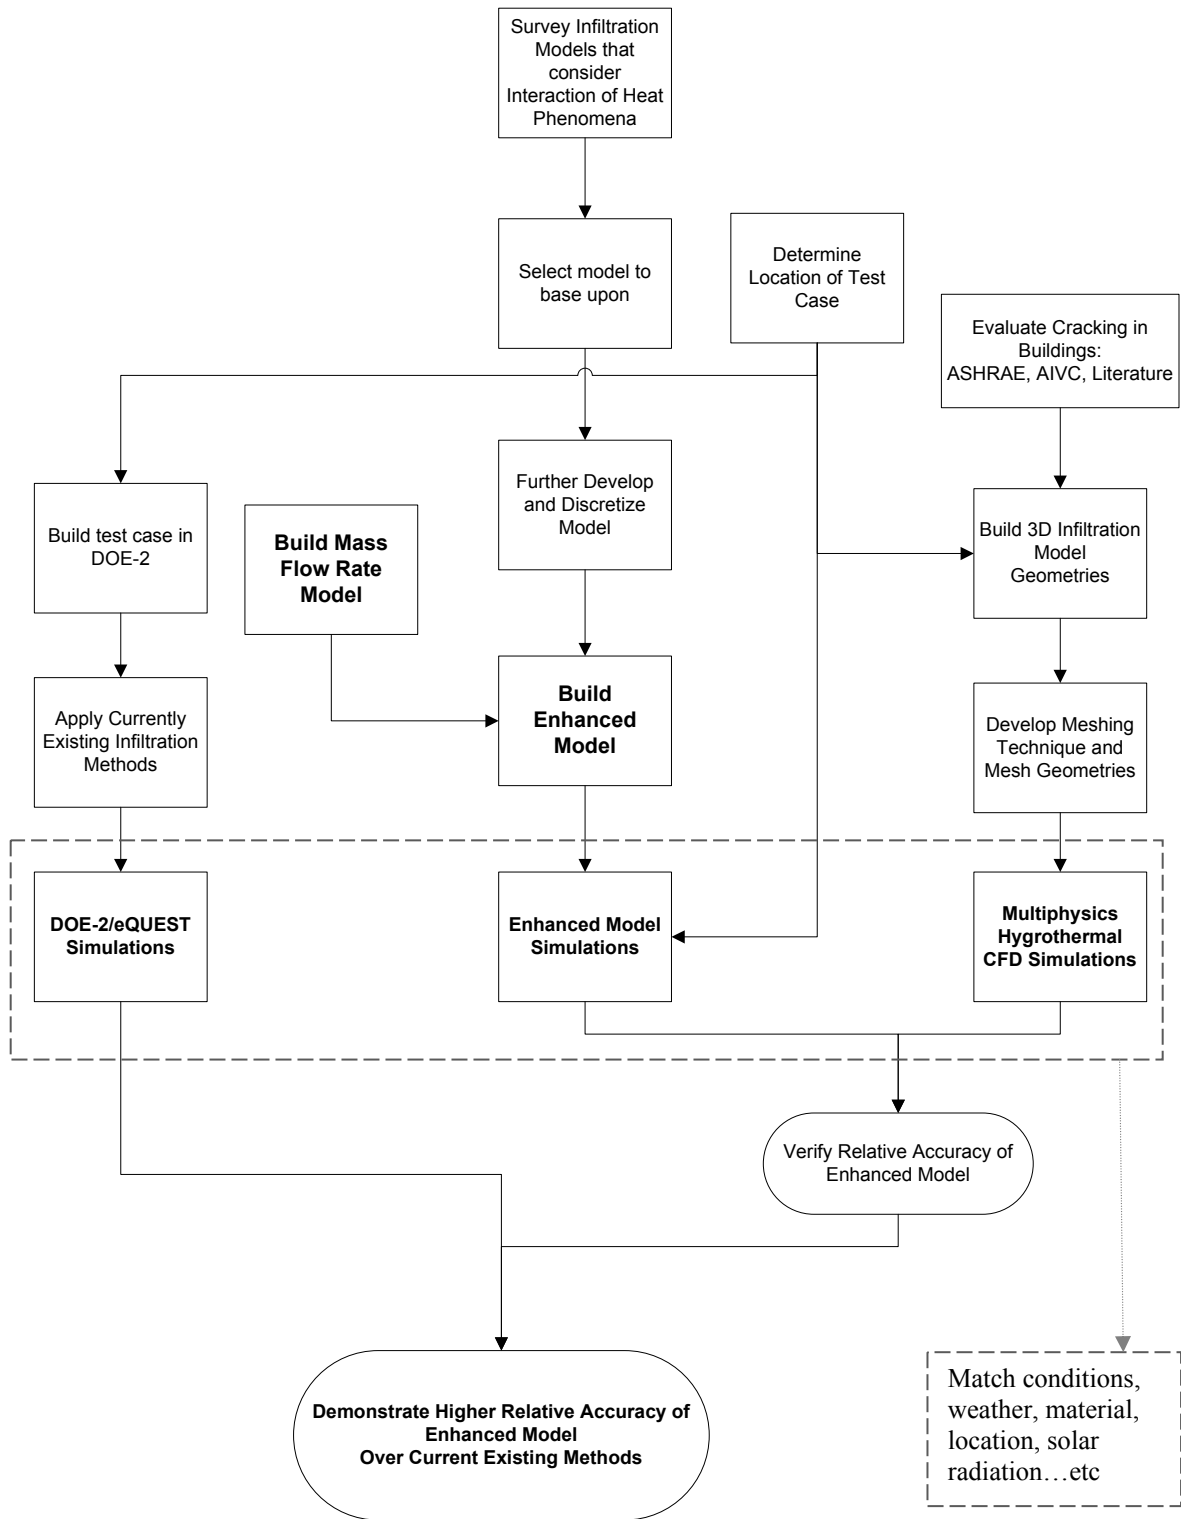 Survey Infiltration
Models that
consider
Interaction of Heat
Phenomena
Select model to
base upon
Determine
Location of Test
Case
Evaluate Cracking in
Buildings:
ASHRAE, AIVC, Literature
Build test case in
DOE-2
Build Mass
Flow Rate
Model
Further Develop
and Discretize
Model
Build 3D Infiltration
Model
Geometries
Apply Currently
Existing Infiltration
Methods
Build
Enhanced
Model
Develop Meshing
Technique and
Mesh Geometries
DOE-2/eQUEST
Simulations
Enhanced Model
Simulations
Multiphysics
Hygrothermal
CFD Simulations
Verify Relative Accuracy of
Enhanced Model
Demonstrate Higher Relative Accuracy of
Enhanced Model
Over Current Existing Methods
Match conditions,
weather, material,
location, solar
radiation…etc